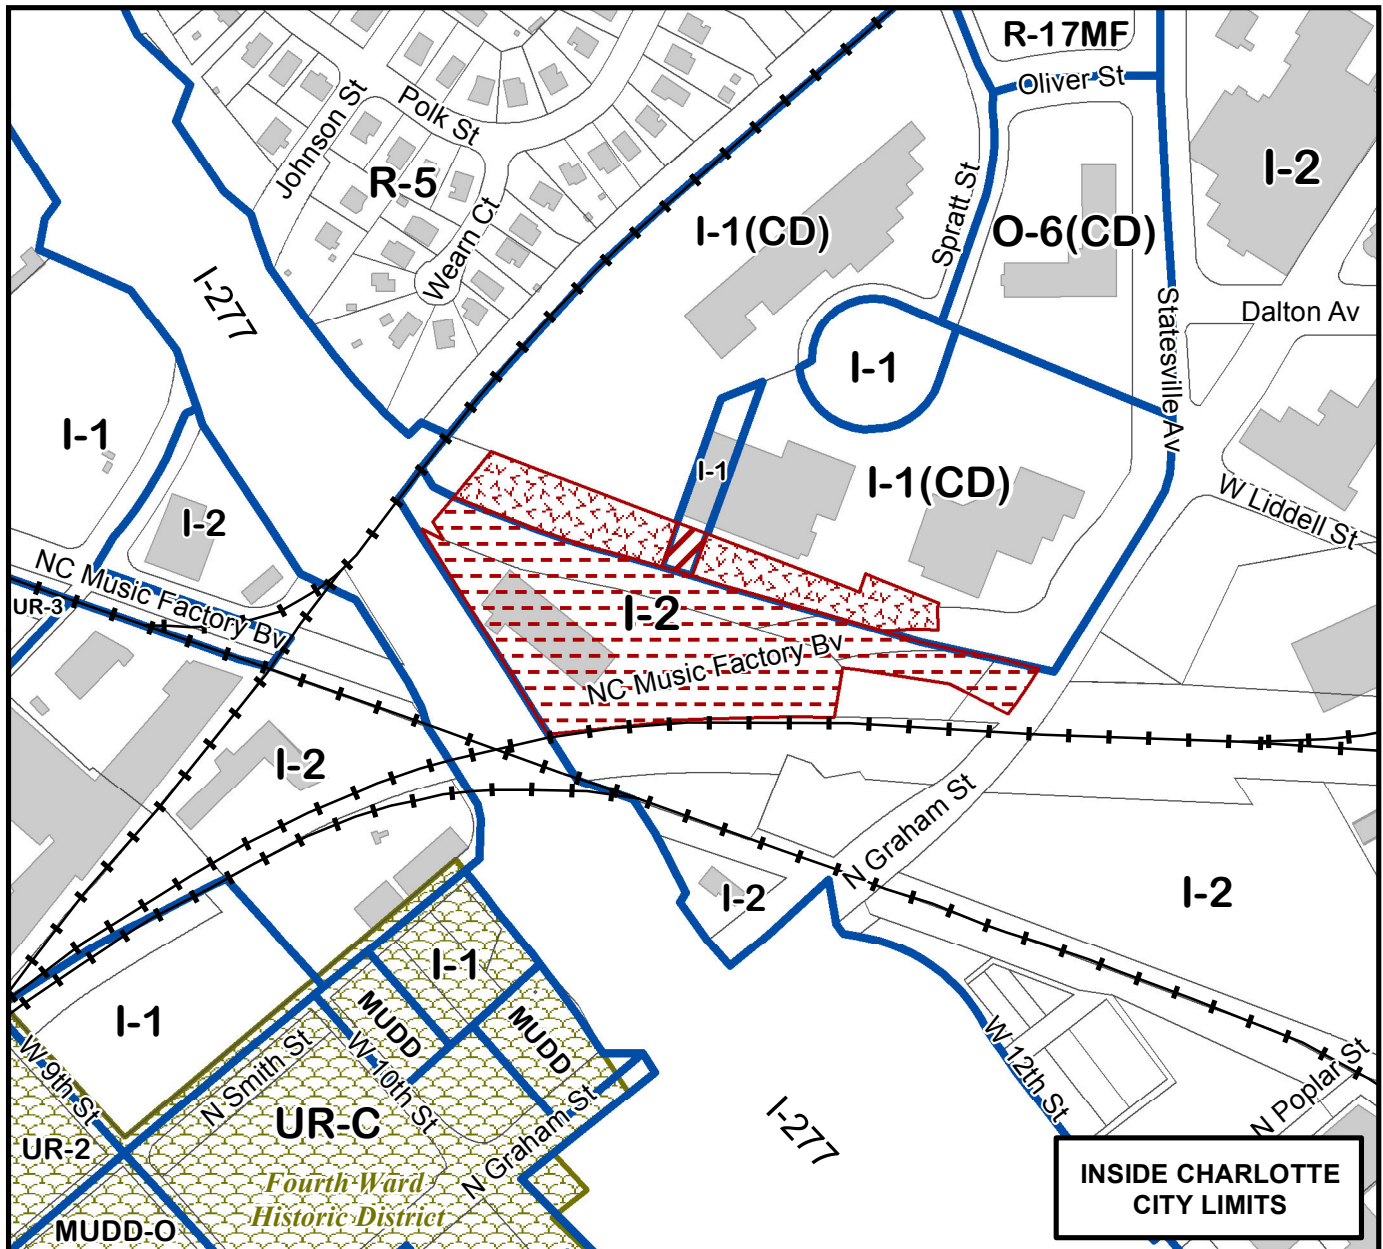 R-17MF
Oliver St
Johnson St
Polk St
R-5
I-2
Spratt St
I-1(CD)
O-6(CD)
Wearn Ct
I-277
Statesville Av
Dalton Av
I-1
I-1
I-1
I-1(CD)
W Liddell St
I-2
NC Music Factory Bv
UR-3
I-2
NC Music Factory Bv
I-2
N Graham St
I-2
I-2
I-1
I-1
MUDD
MUDD
W 9th St
N Smith St
W 10th St
W 12th St
N Poplar St
UR-C
N Graham St
I-277
UR-2
Fourth Ward
Historic District
MUDD-O
INSIDE CHARLOTTE
CITY LIMITS